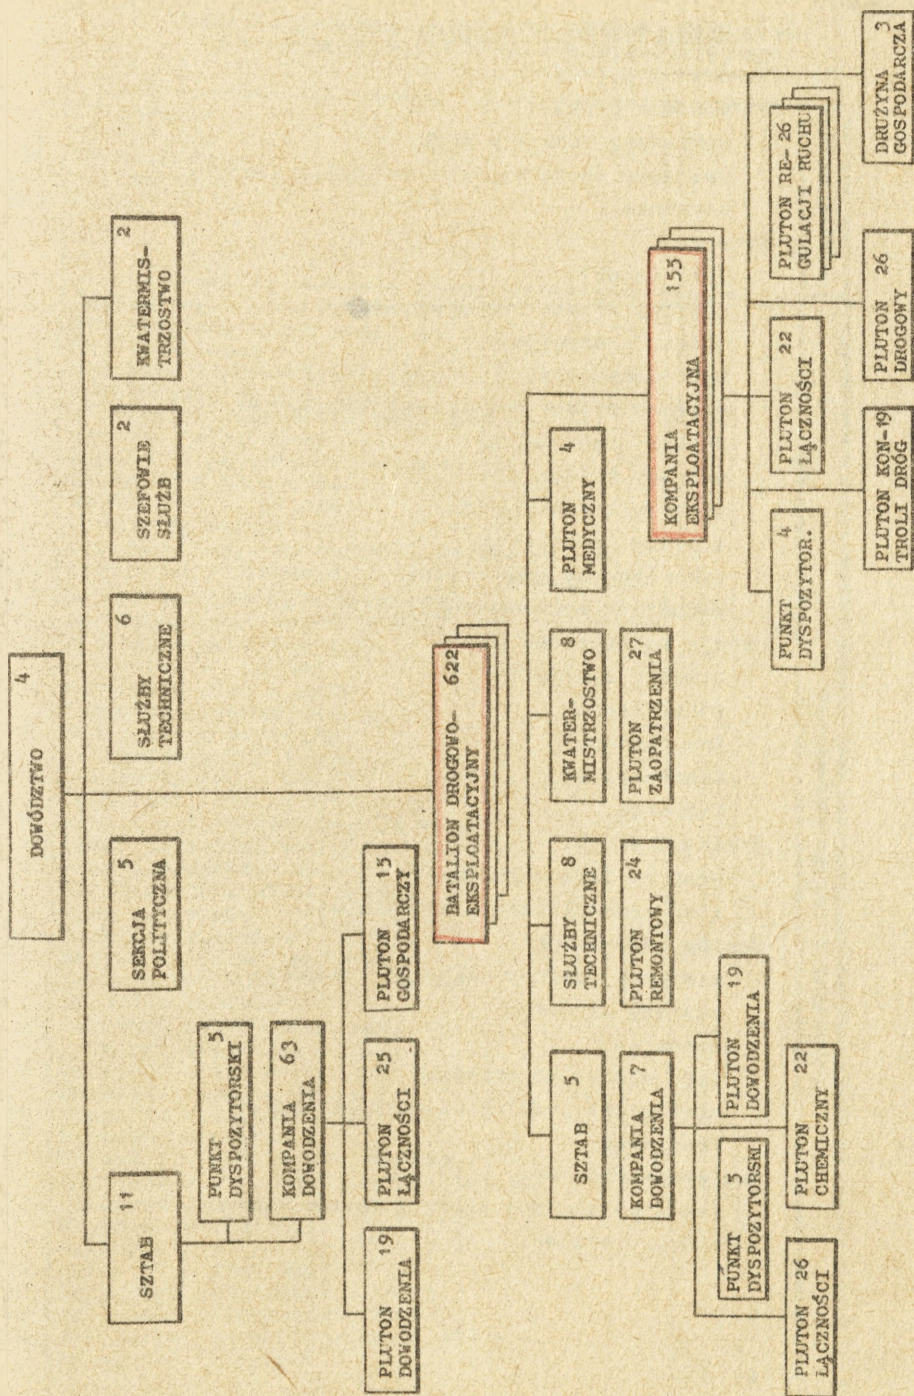 DOWÓDZTWO 4
SZTAB 11
SEKCJA 5
POLITYCZNA
SŁUŻBY 6
TECHNICZNE
SZEFOWIE 2
SŁUŻB
KWATERMIS- 2
TRZOSTWO
PUNKT 5
DYSPOZYTORSKI
KOMPANIA 63
DOWODZENIA
PLUTON 19
DOWODZENIA
PLUTON 25
ŁĄCZNOŚCI
PLUTON 15
GOSPODARCZY
BATALION DROGOWO- 622
EKSPLOATACYJNY
SZTAB 5
SŁUŻBY 8
TECHNICZNE
KWATER- 8
MISTRZOSTWO
PLUTON 4
MEDYCZNY
KOMPANIA 7
DOWODZENIA
PLUTON 24
REMONTOWY
PLUTON 27
ZAOPATRZENIA
KOMPANIA 155
EKSPLOATACYJNA
PUNKT 5
DYSPOZYTORSKI
PLUTON 19
DOWODZENIA
PLUTON 26
ŁĄCZNOŚCI
PLUTON 22
CHEMICZNY
PUNKT 4
DYSPOZYTOR.
PLUTON 22
ŁĄCZNOŚCI
PLUTON RE- 26
GULACJI RUCHU
PLUTON KON- 19
TROLI DRÓG
PLUTON 26
DROGOWY
DRUŻYNA 3
GOSPODARCZA